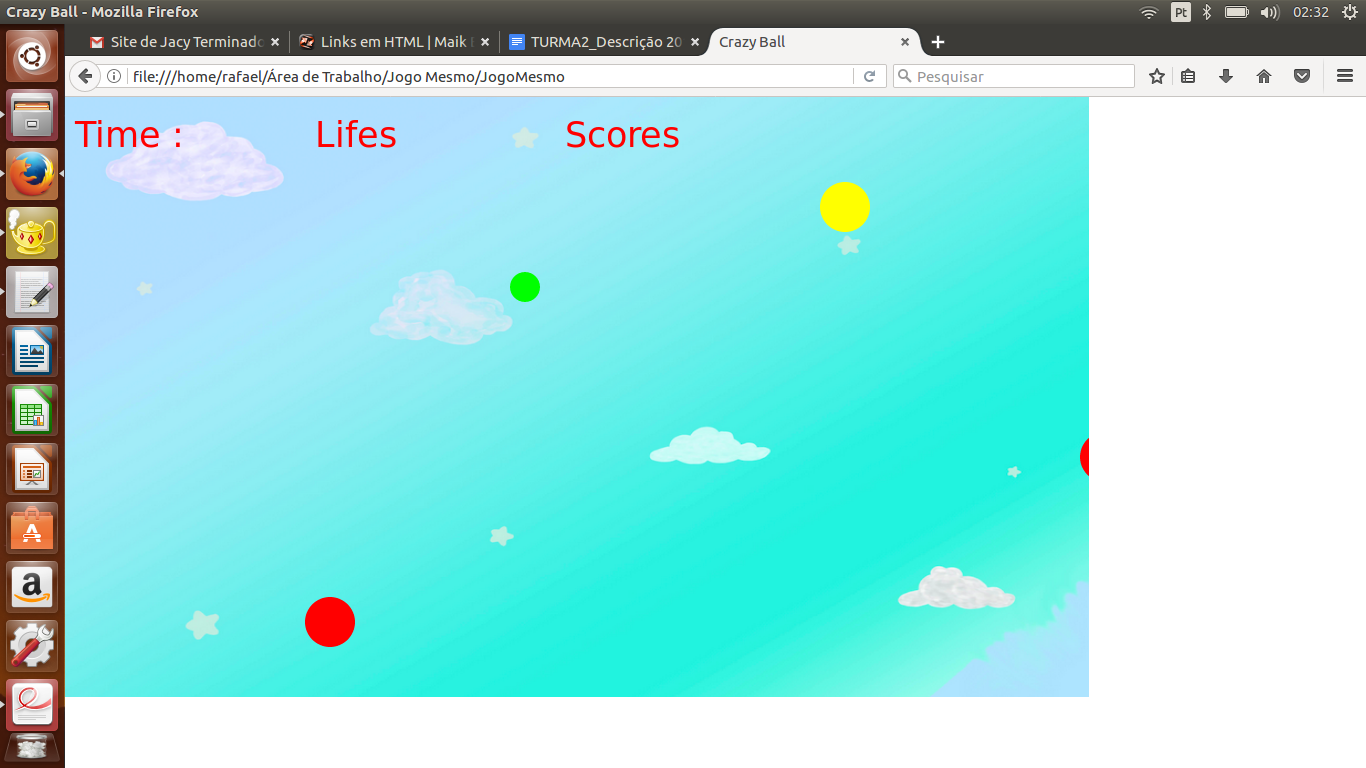 Crazy Ball - Mozilla Firefox
Pt
02:32
Site de Jacy Terminado
Links em HTML | Maik
TURMA2_Descrição 20
Crazy Ball
file:///home/rafael/Área de Trabalho/Jogo Mesmo/JogoMesmo
Pesquisar
Time :
Lifes
Scores